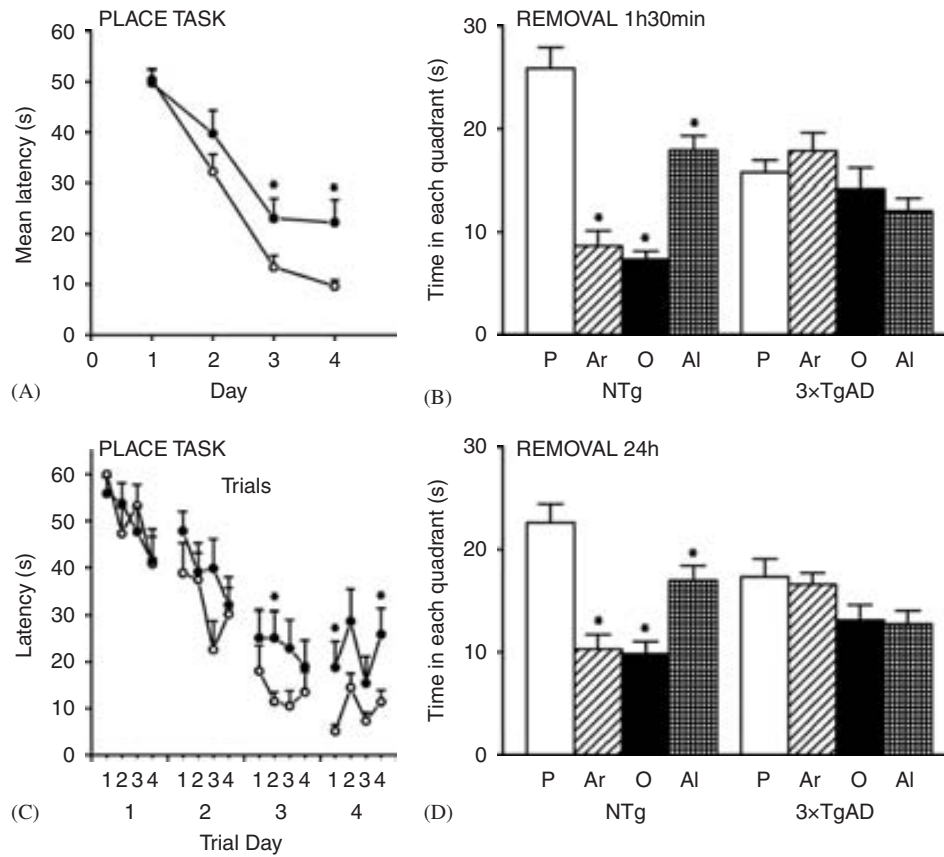 PLACE TASK
60
50
40
30
20
10
0
Mean latency (s)
0 1 2 3 4
Day
(A)
REMOVAL 1h30min
30
20
10
0
Time in each quadrant (s)
P Ar O Al P Ar O Al
NTg 3×TgAD
(B)
PLACE TASK
Trials
60
50
40
30
20
10
0
Latency (s)
1 2 3 4 1 2 3 4 1 2 3 4 1 2 3 4
1 2 3 4
Trial Day
(C)
REMOVAL 24h
30
20
10
0
Time in each quadrant (s)
P Ar O Al P Ar O Al
NTg 3×TgAD
(D)